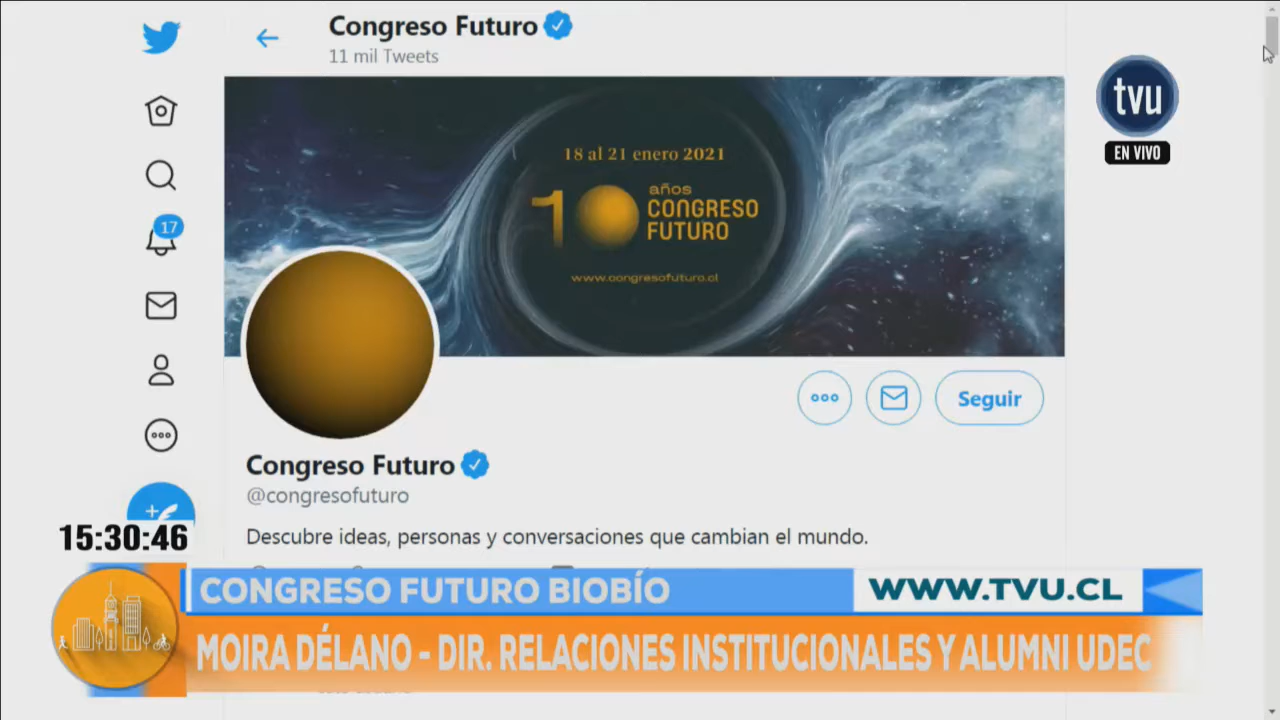 Congreso Futuro
11 mil Tweets
tvu
EN VIVO
18 al 21 enero 2021
10 años
CONGRESO
FUTURO
www.congresofuturo.cl
17
Seguir
Congreso Futuro
@congresofuturo
Descubre ideas, personas y conversaciones que cambian el mundo.
15:30:46
CONGRESO FUTURO BIOBÍO
WWW.TVU.CL
MOIRA DÉLANO - DIR. RELACIONES INSTITUCIONALES Y ALUMNI UDEC